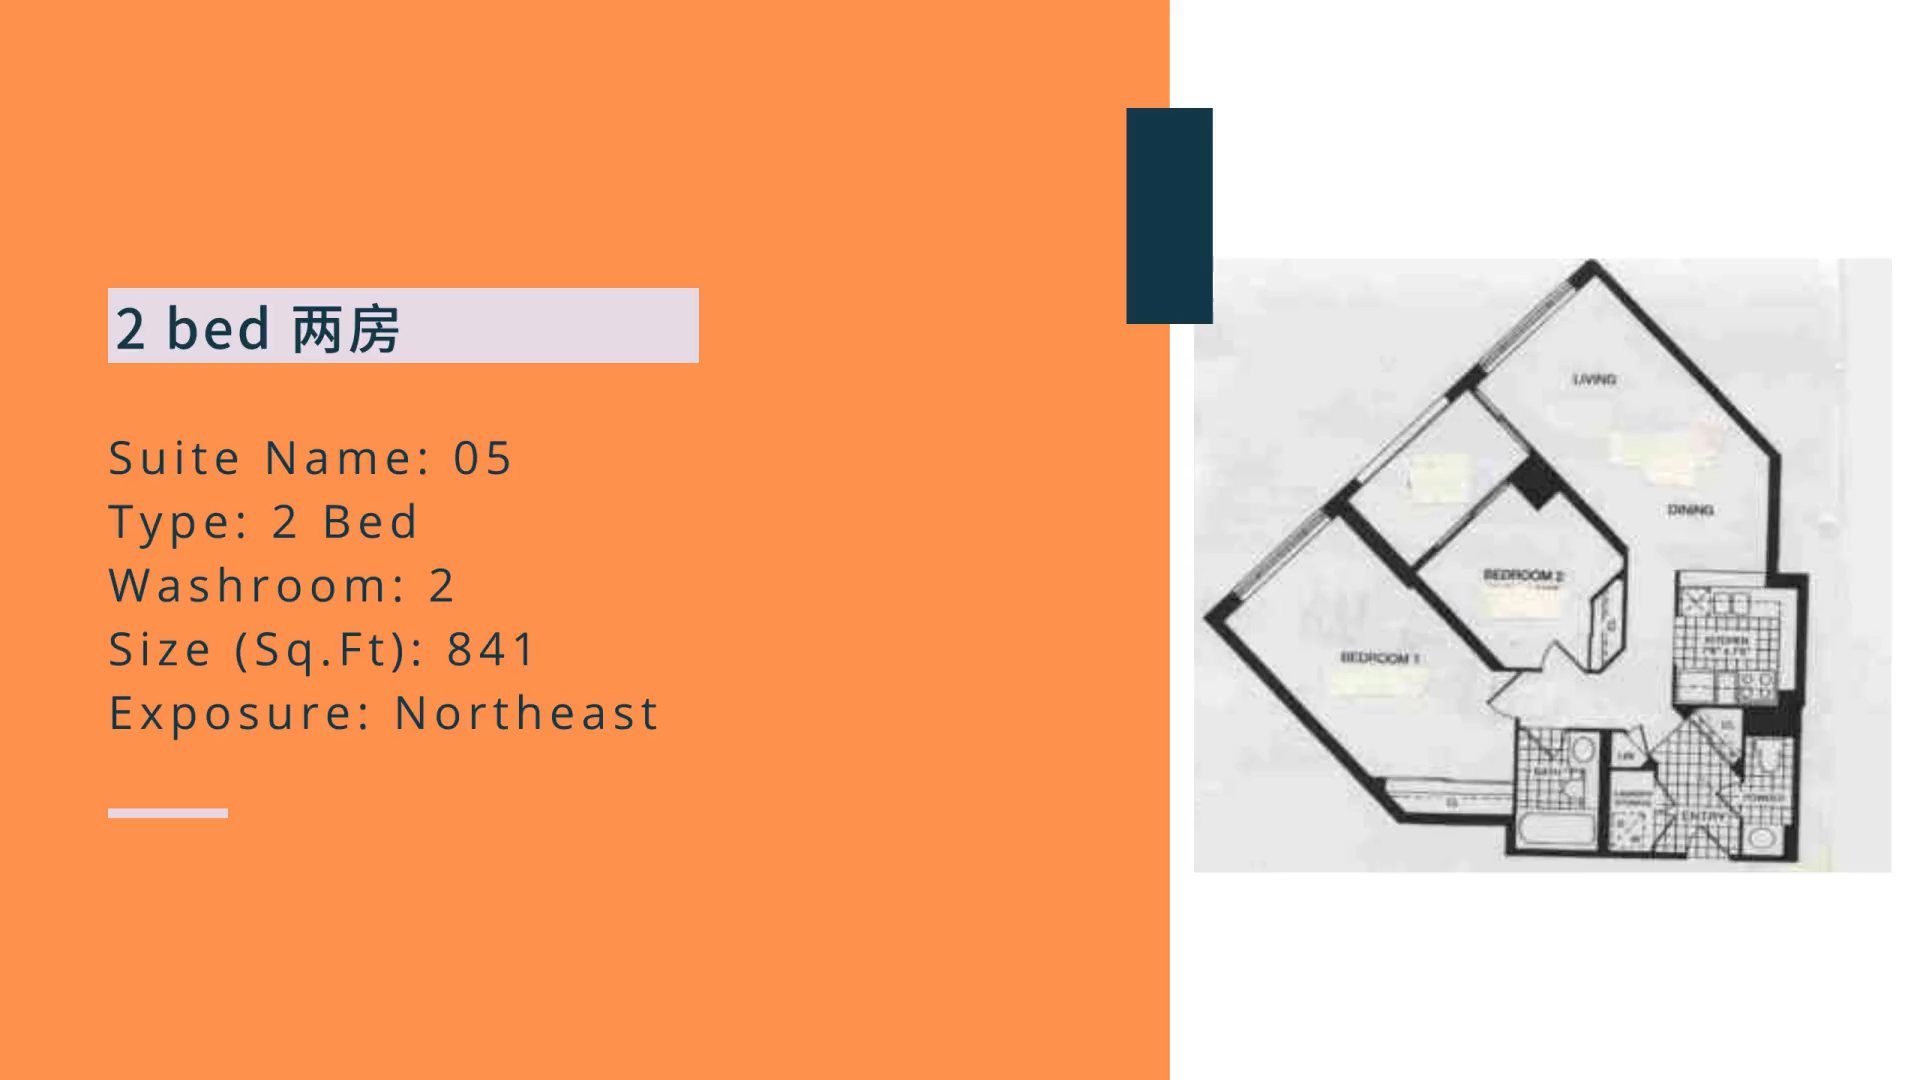 2 bed 两房
Suite Name: 05
Type: 2 Bed
Washroom: 2
Size (Sq.Ft): 841
Exposure: Northeast
LIVING
DINING
BEDROOM 2
BEDROOM 1
KITCHEN
BATH
ENTRY
POWDER